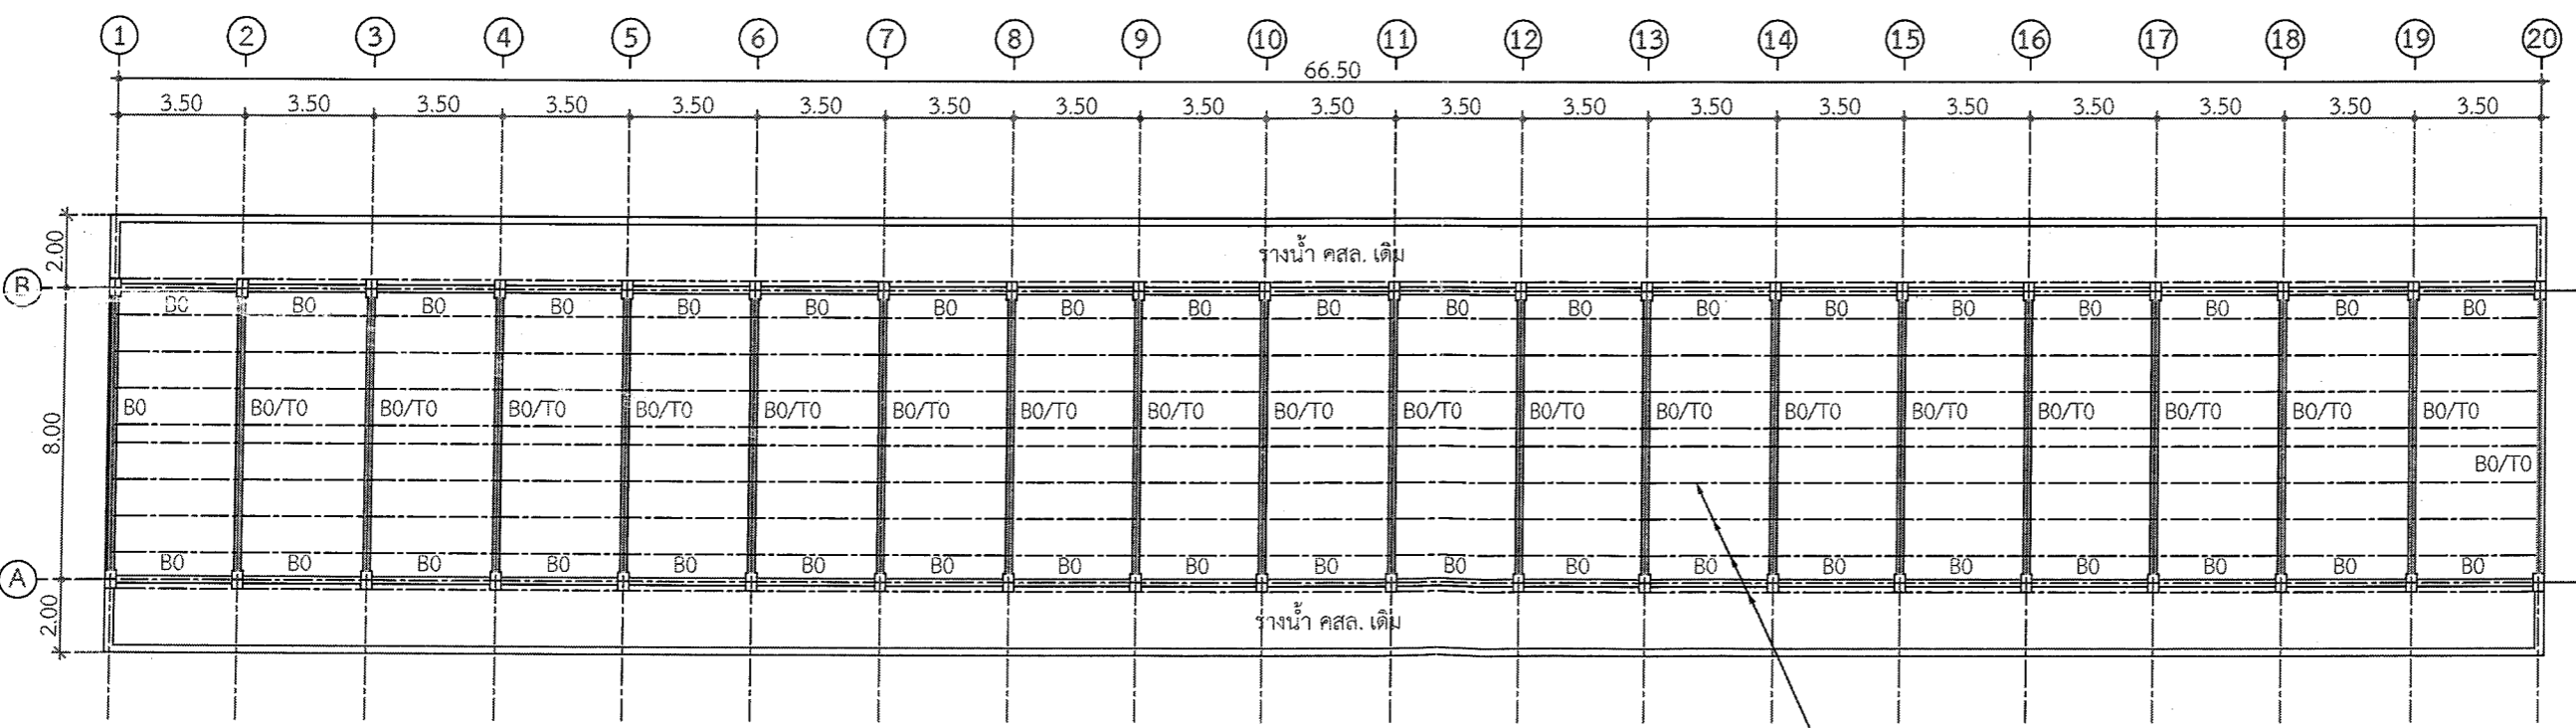 1 2 3 4 5 6 7 8 9 10 11 12 13 14 15 16 17 18 19 20
66.50
3.50 3.50 3.50 3.50 3.50 3.50 3.50 3.50 3.50 3.50 3.50 3.50 3.50 3.50 3.50 3.50 3.50 3.50 3.50
2.00
รางน้ำ คสล. เดิม
B
B0 B0 B0 B0 B0 B0 B0 B0 B0 B0 B0 B0 B0 B0 B0 B0 B0 B0 B0
8.00
B0 B0/T0 B0/T0 B0/T0 B0/T0 B0/T0 B0/T0 B0/T0 B0/T0 B0/T0 B0/T0 B0/T0 B0/T0 B0/T0 B0/T0 B0/T0 B0/T0 B0/T0 B0/T0
B0/T0
B0 B0 B0 B0 B0 B0 B0 B0 B0 B0 B0 B0 B0 B0 B0 B0 B0 B0 B0
A
2.00
รางน้ำ คสล. เดิม